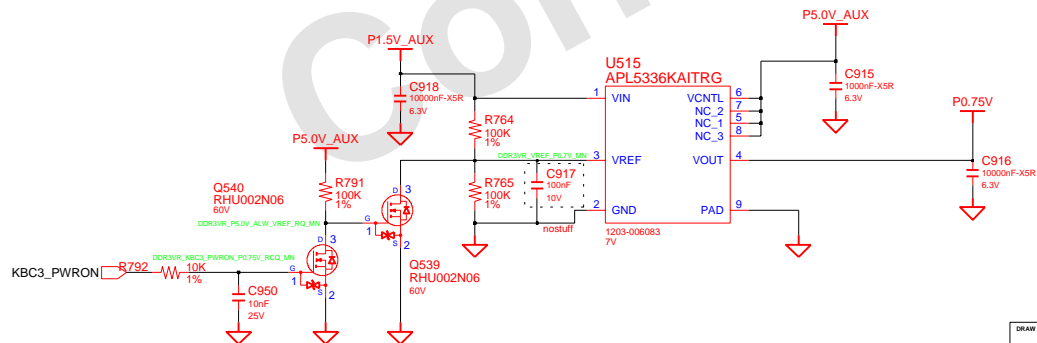 P5.0V_AUX
P1.5V_AUX
U515
APL5336KAITRG
C918
10000nF-X5R
6.3V
1
VIN
VCNTL
6
NC_2
7
NC_1
5
NC_3
8
C915
10000nF-X5R
6.3V
P0.75V
R764
100K
1%
P5.0V_AUX
DDR3VR_VREF_P0.7V_MN
3
VREF
VOUT
4
C916
10000nF-X5R
6.3V
R791
100K
1%
D
3
R765
100K
1%
C917
100nF
10V
Q540
RHU002N06
60V
2
GND
PAD
9
nostuff
1203-006083
7V
DDR3VR_P5.0V_ALW_VREF_RQ_MN
G
1
S
2
D
3
DDR3VR_KBC3_PWRON_P0.75V_RCQ_MN
Q539
RHU002N06
60V
KBC3_PWRON
R792
10K
1%
G
1
S
2
C950
10nF
25V
DRAW